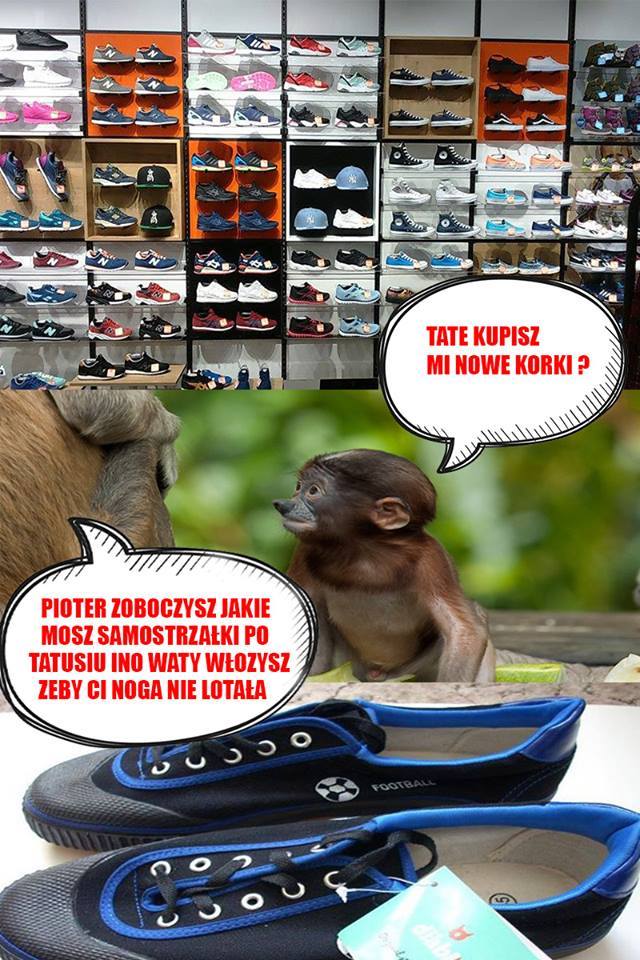 TATE KUPISZ
MI NOWE KORKI ?
PIOTER ZOBOCZYSZ JAKIE
MOSZ SAMOSTRZAŁKI PO
TATUSIU INO WATY WŁOZYSZ
ZEBY CI NOGA NIE LOTAŁA
FOOTBALL